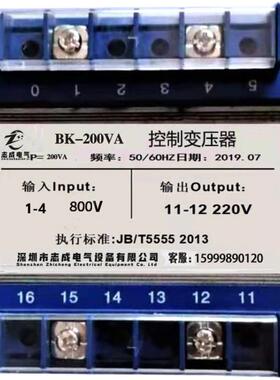 5 4 3 2 1 0
志成电气 BK-200VA 控制变压器
P= 200VA 频率: 50/60HZ 日期: 2019.07
输入Input: 输出Output:
1-4 800V 11-12 220V
执行标准:JB/T5555 2013
深圳市志成电气设备有限公司 客服: 15999890120
Shenzhen Zhicheng Electrical Equipment Co., Ltd.
16 15 14 13 12 11